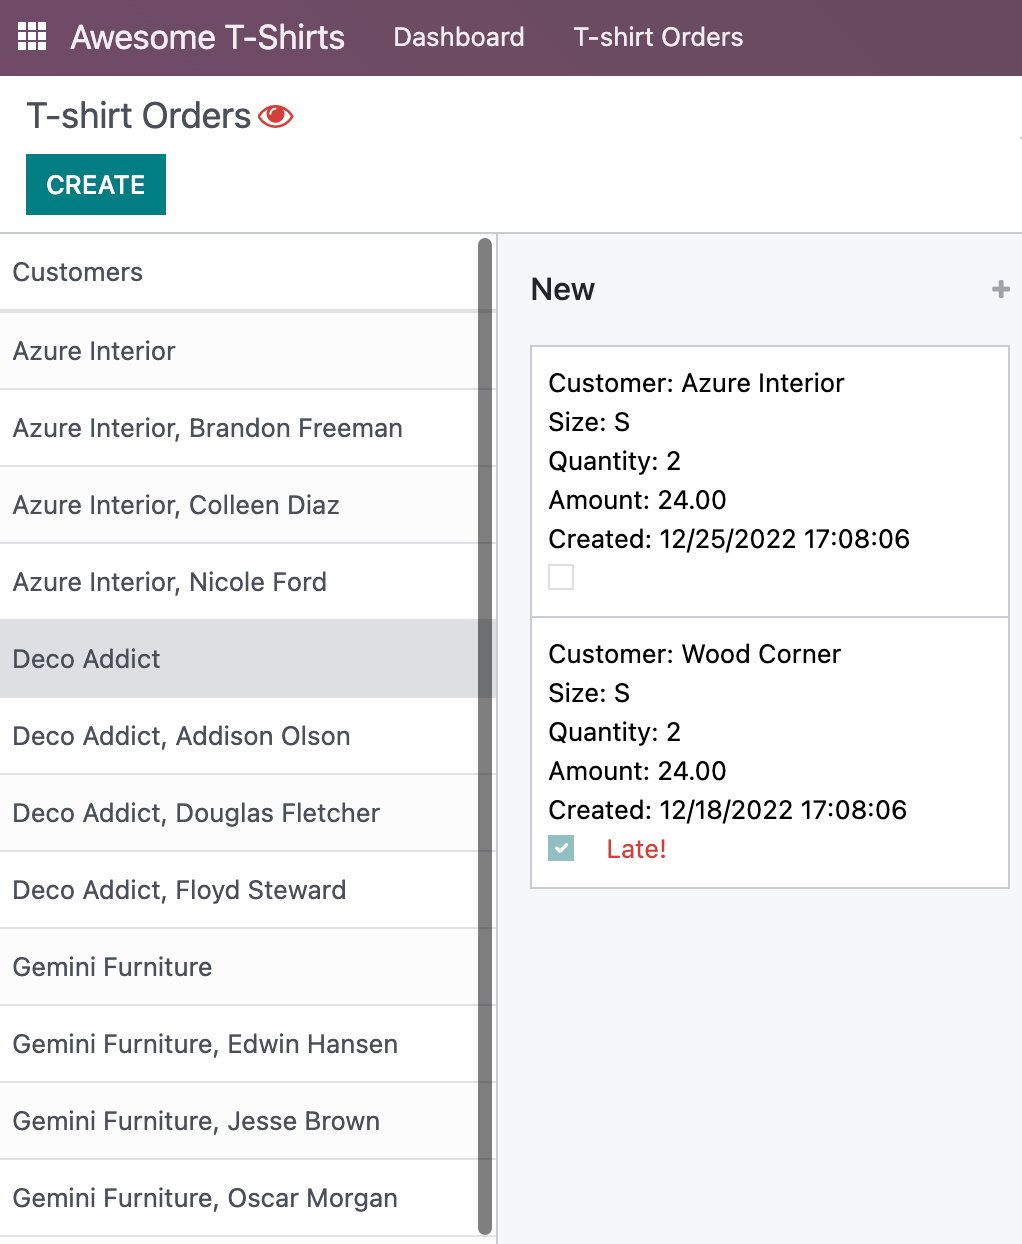 Awesome T-Shirts Dashboard T-shirt Orders
T-shirt Orders
CREATE
Customers
Azure Interior
Azure Interior, Brandon Freeman
Azure Interior, Colleen Diaz
Azure Interior, Nicole Ford
Deco Addict
Deco Addict, Addison Olson
Deco Addict, Douglas Fletcher
Deco Addict, Floyd Steward
Gemini Furniture
Gemini Furniture, Edwin Hansen
Gemini Furniture, Jesse Brown
Gemini Furniture, Oscar Morgan
New
Customer: Azure Interior
Size: S
Quantity: 2
Amount: 24.00
Created: 12/25/2022 17:08:06
Customer: Wood Corner
Size: S
Quantity: 2
Amount: 24.00
Created: 12/18/2022 17:08:06
Late!